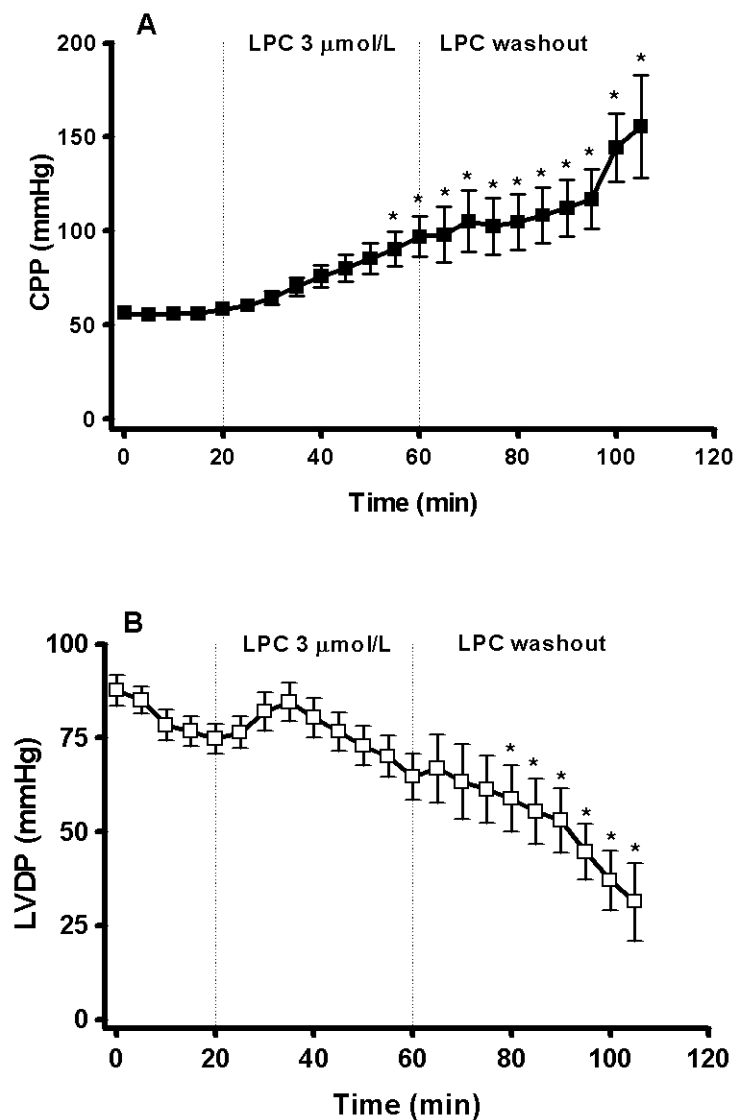 A
LPC 3 μmol/L
LPC washout
200
150
100
50
0
CPP (mmHg)
* * * * * * * * * * *
0 20 40 60 80 100 120
Time (min)
B
LPC 3 μmol/L
LPC washout
100
75
50
25
0
LVDP (mmHg)
* * * * * *
0 20 40 60 80 100 120
Time (min)